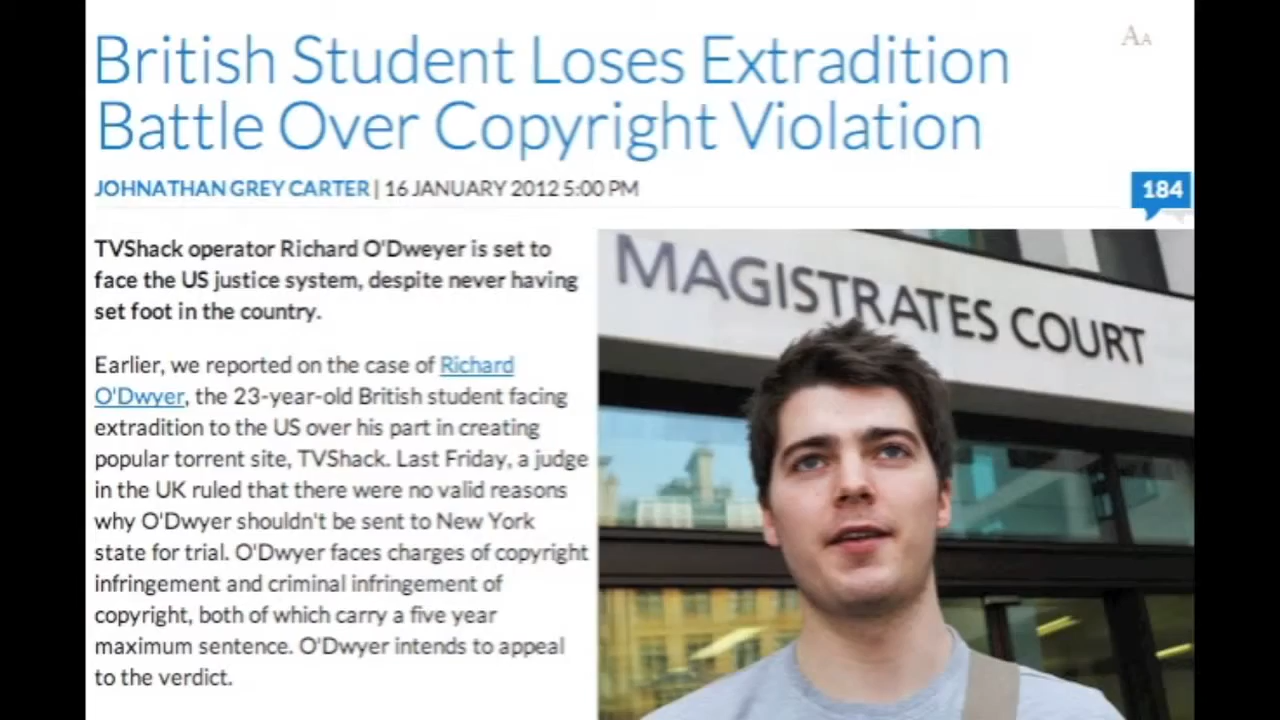 British Student Loses Extradition
Battle Over Copyright Violation
AA
JOHNATHAN GREY CARTER | 16 JANUARY 2012 5:00 PM
184
TVShack operator Richard O'Dweyer is set to
face the US justice system, despite never having
set foot in the country.
Earlier, we reported on the case of Richard
O'Dwyer, the 23-year-old British student facing
extradition to the US over his part in creating
popular torrent site, TVShack. Last Friday, a judge
in the UK ruled that there were no valid reasons
why O'Dwyer shouldn't be sent to New York
state for trial. O'Dwyer faces charges of copyright
infringement and criminal infringement of
copyright, both of which carry a five year
maximum sentence. O'Dwyer intends to appeal
to the verdict.
MAGISTRATES COURT